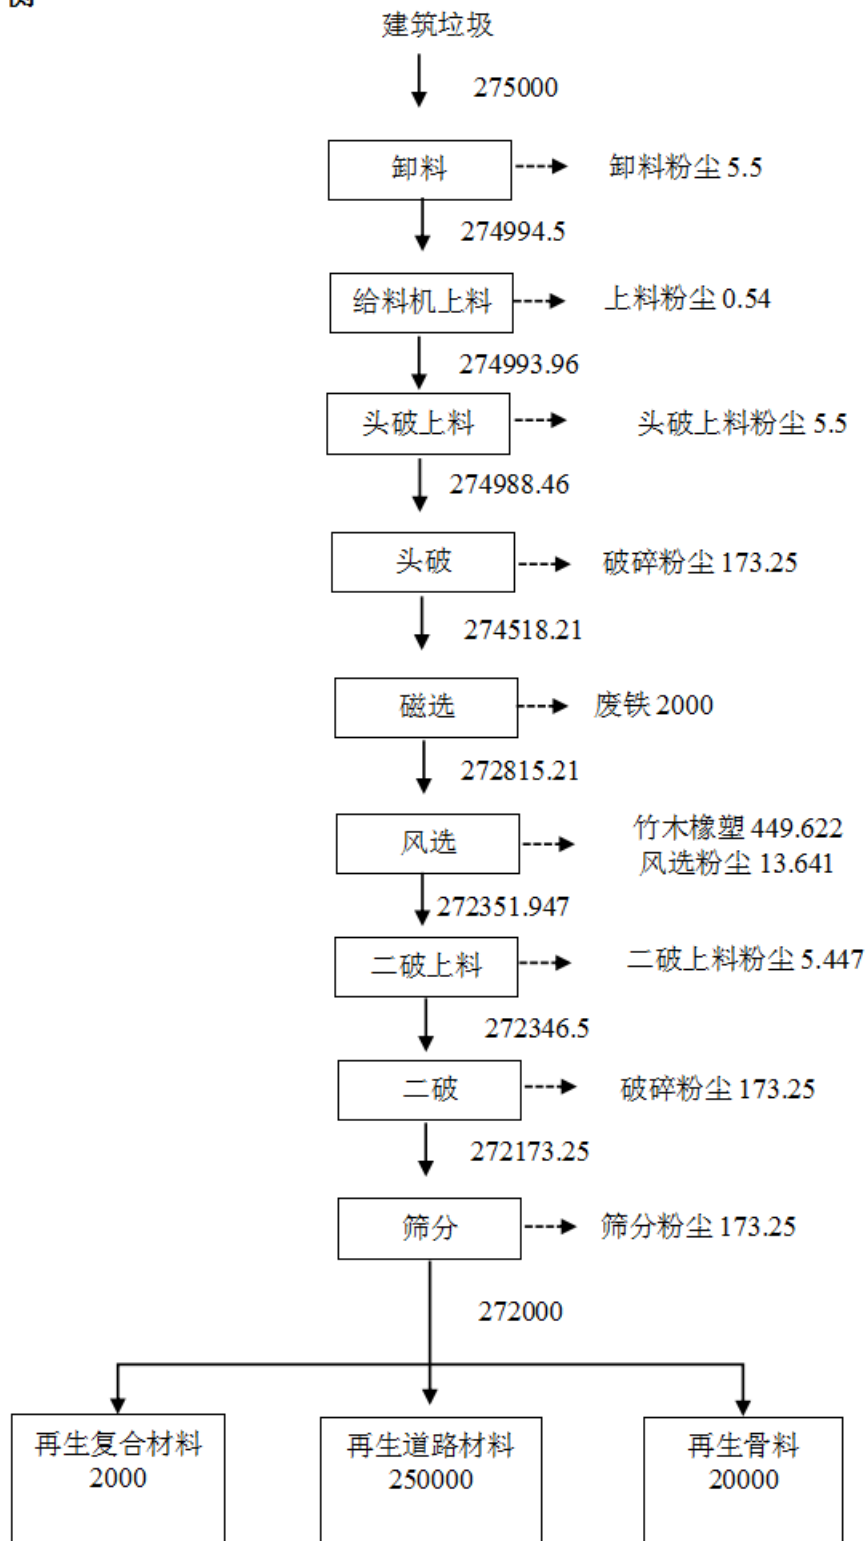 建筑垃圾
275000
卸料
卸料粉尘 5.5
274994.5
给料机上料
上料粉尘 0.54
274993.96
头破上料
头破上料粉尘 5.5
274988.46
头破
破碎粉尘 173.25
274518.21
磁选
废铁 2000
272815.21
风选
竹木橡塑 449.622
风选粉尘 13.641
272351.947
二破上料
二破上料粉尘 5.447
272346.5
二破
破碎粉尘 173.25
272173.25
筛分
筛分粉尘 173.25
272000
再生复合材料
2000
再生道路材料
250000
再生骨料
20000